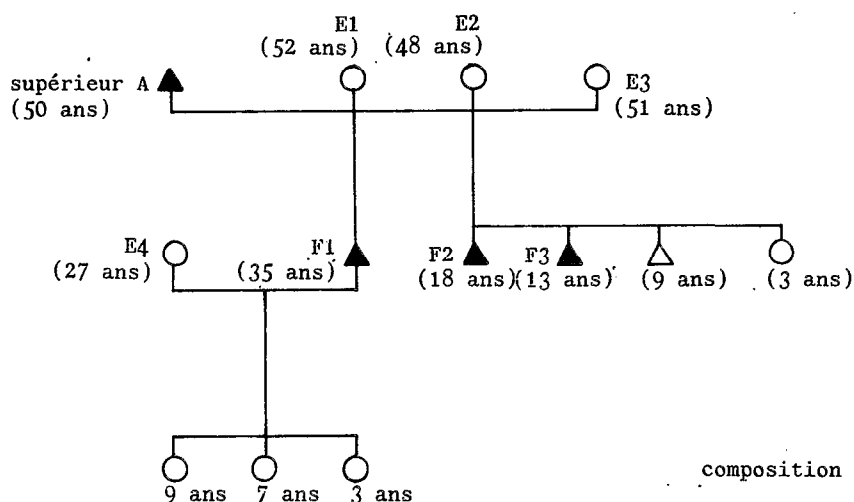 E1 E2
(52 ans) (48 ans)
supérieur A
(50 ans)
E3
(51 ans)
E4
(27 ans)
F1
(35 ans)
F2 F3
(18 ans) (13 ans) (9 ans) (3 ans)
composition
9 ans 7 ans 3 ans